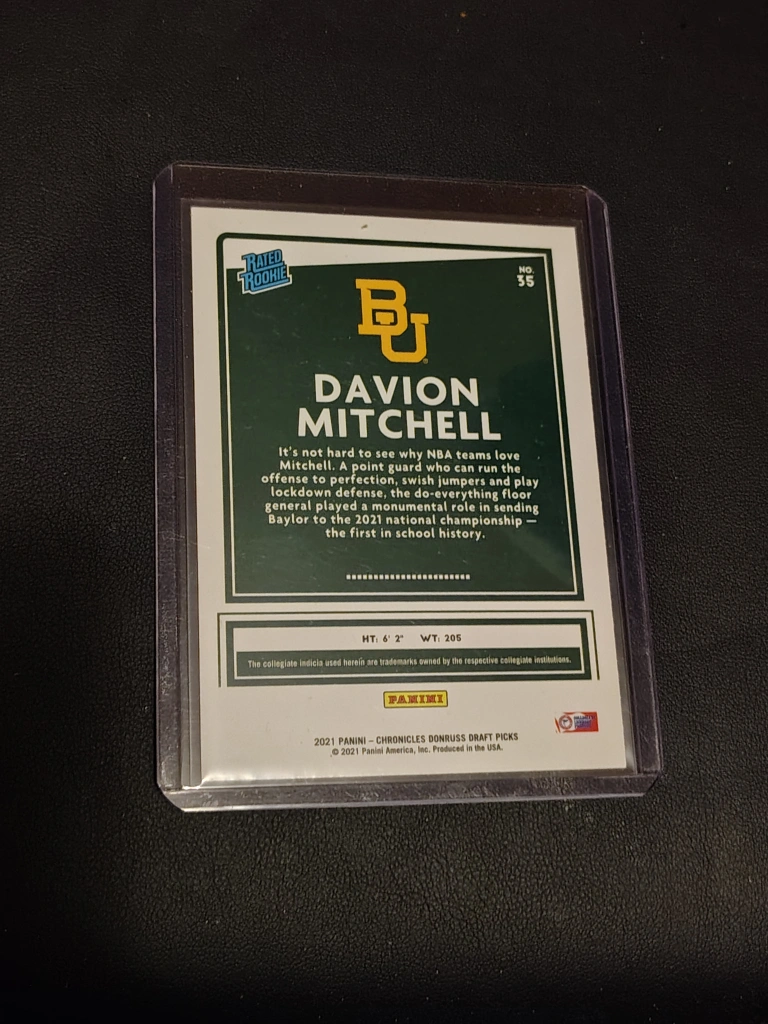 RATED
ROOKIE
NO.
35
BU
DAVION
MITCHELL
It's not hard to see why NBA teams love
Mitchell. A point guard who can run the
offense to perfection, swish jumpers and play
lockdown defense, the do-everything floor
general played a monumental role in sending
Baylor to the 2021 national championship —
the first in school history.
HT: 6' 2" WT: 205
The collegiate indicia used herein are trademarks owned by the respective collegiate institutions.
PANINI
2021 PANINI – CHRONICLES DONRUSS DRAFT PICKS
© 2021 Panini America, Inc. Produced in the USA.